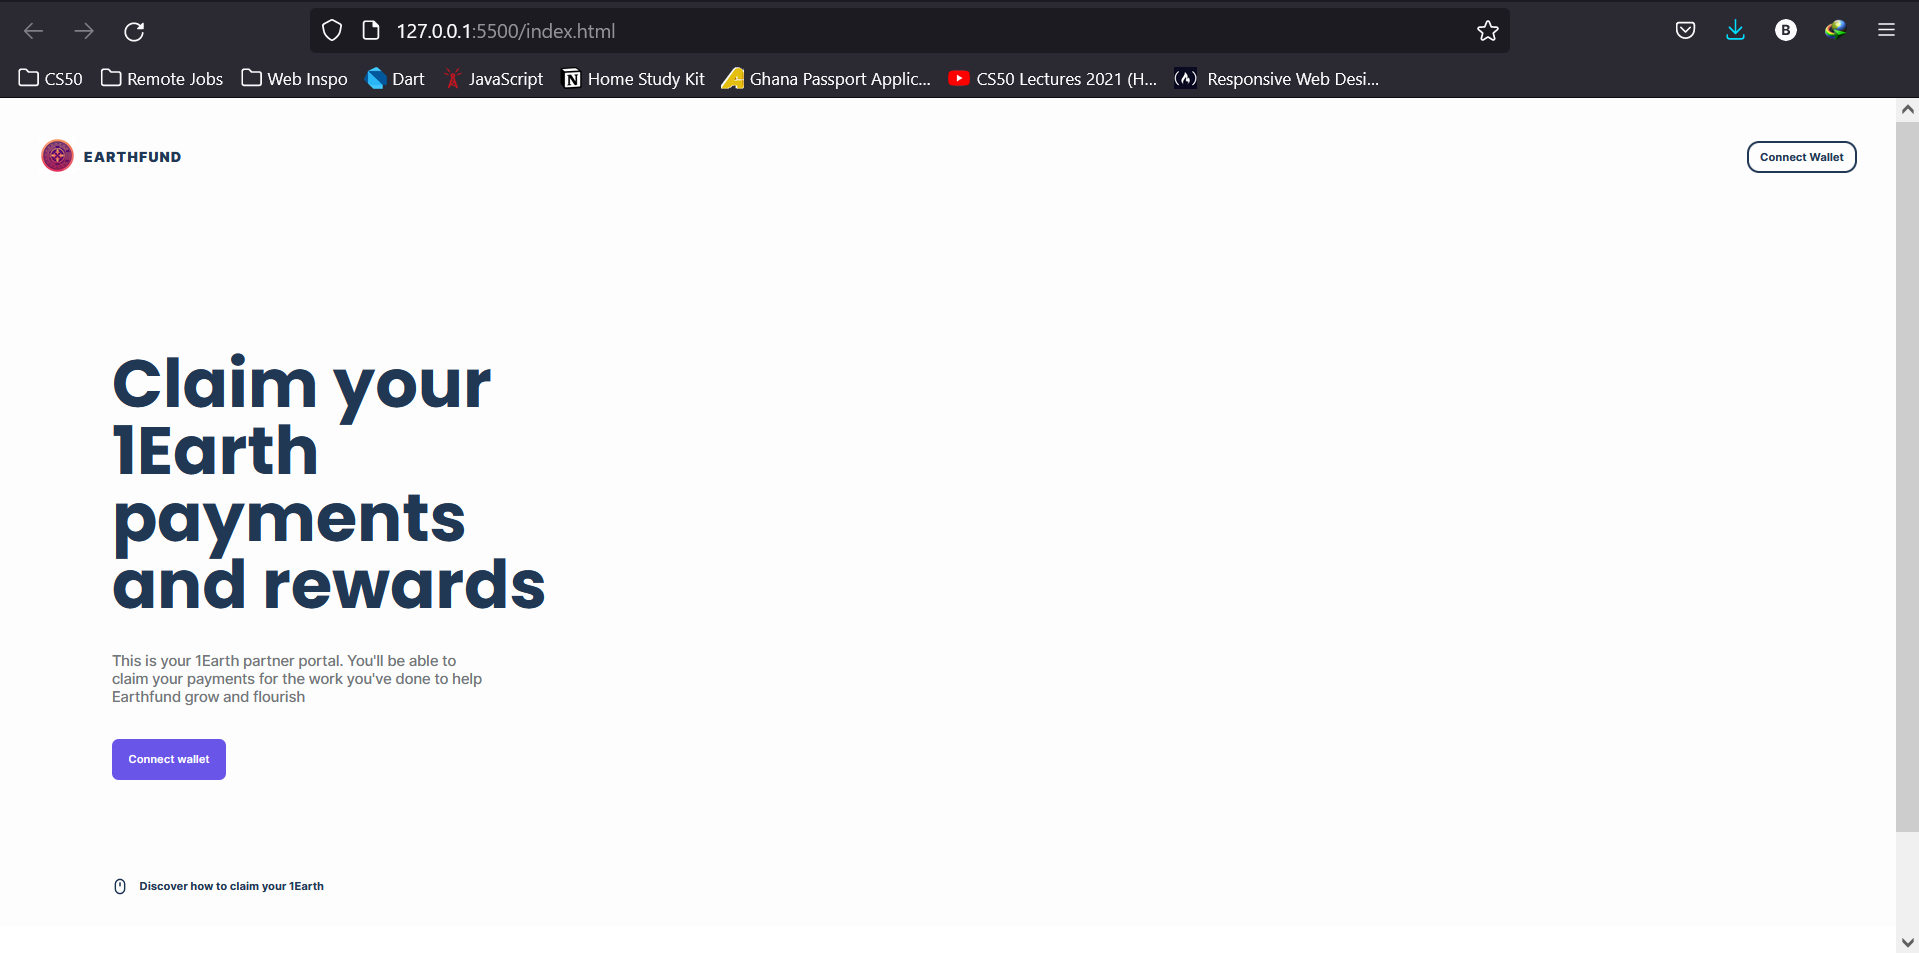 127.0.0.1:5500/index.html
CS50 Remote Jobs Web Inspo Dart JavaScript Home Study Kit Ghana Passport Applic... CS50 Lectures 2021 (H... Responsive Web Desi...
B
EARTHFUND
Connect Wallet
Claim your
1Earth
payments
and rewards
This is your 1Earth partner portal. You'll be able to
claim your payments for the work you've done to help
Earthfund grow and flourish
Connect wallet
Discover how to claim your 1Earth